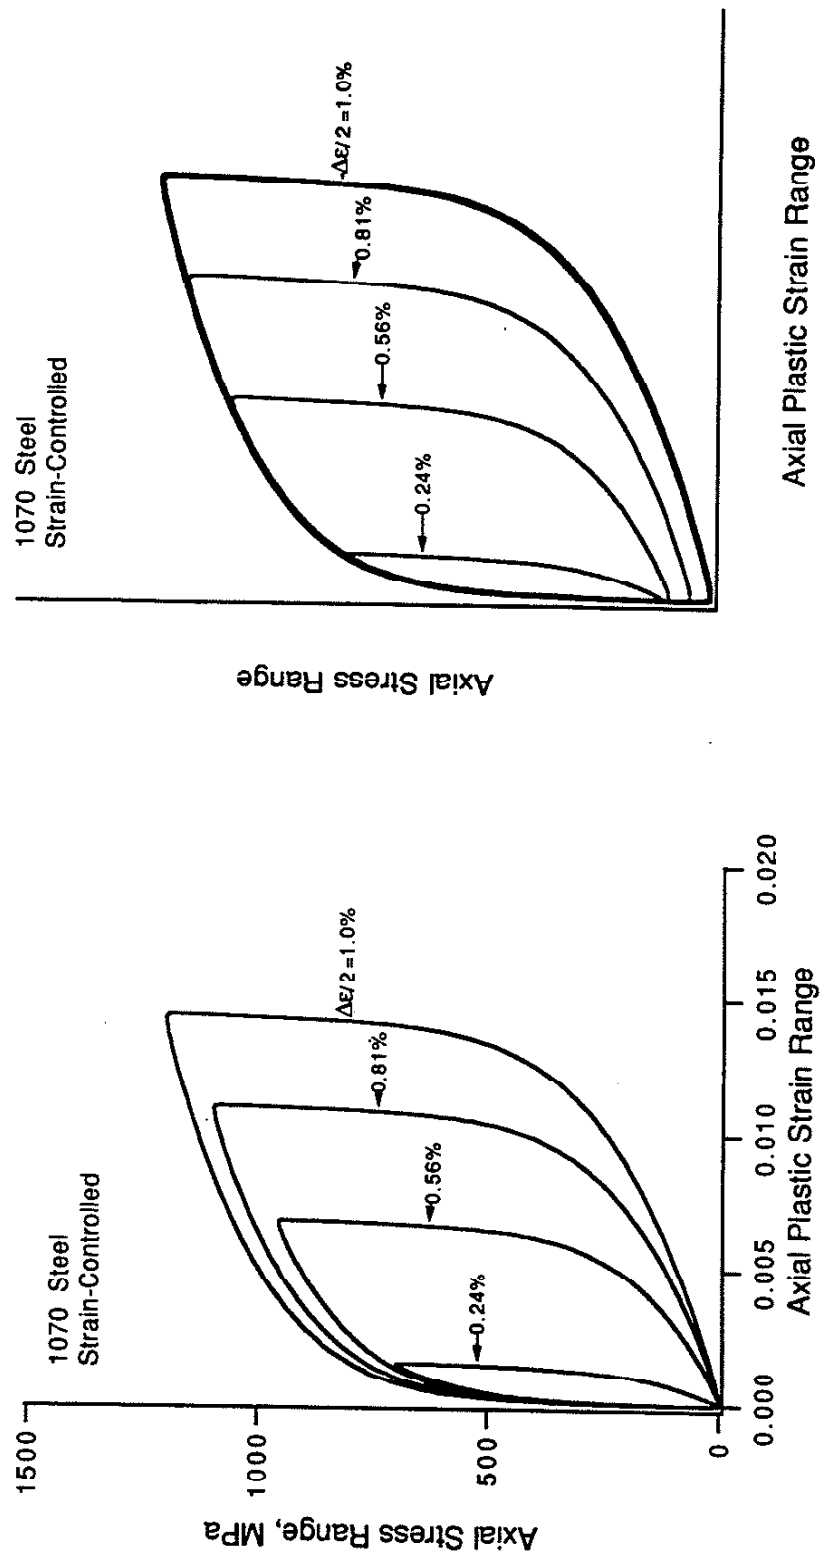 1070 Steel
Strain-Controlled
Axial Stress Range, MPa
1500
1000
500
0
Δε/2=1.0%
0.81%
0.56%
0.24%
0.000
0.005
0.010
0.015
0.020
Axial Plastic Strain Range
1070 Steel
Strain-Controlled
Axial Stress Range
Δε/2=1.0%
0.81%
0.56%
0.24%
Axial Plastic Strain Range